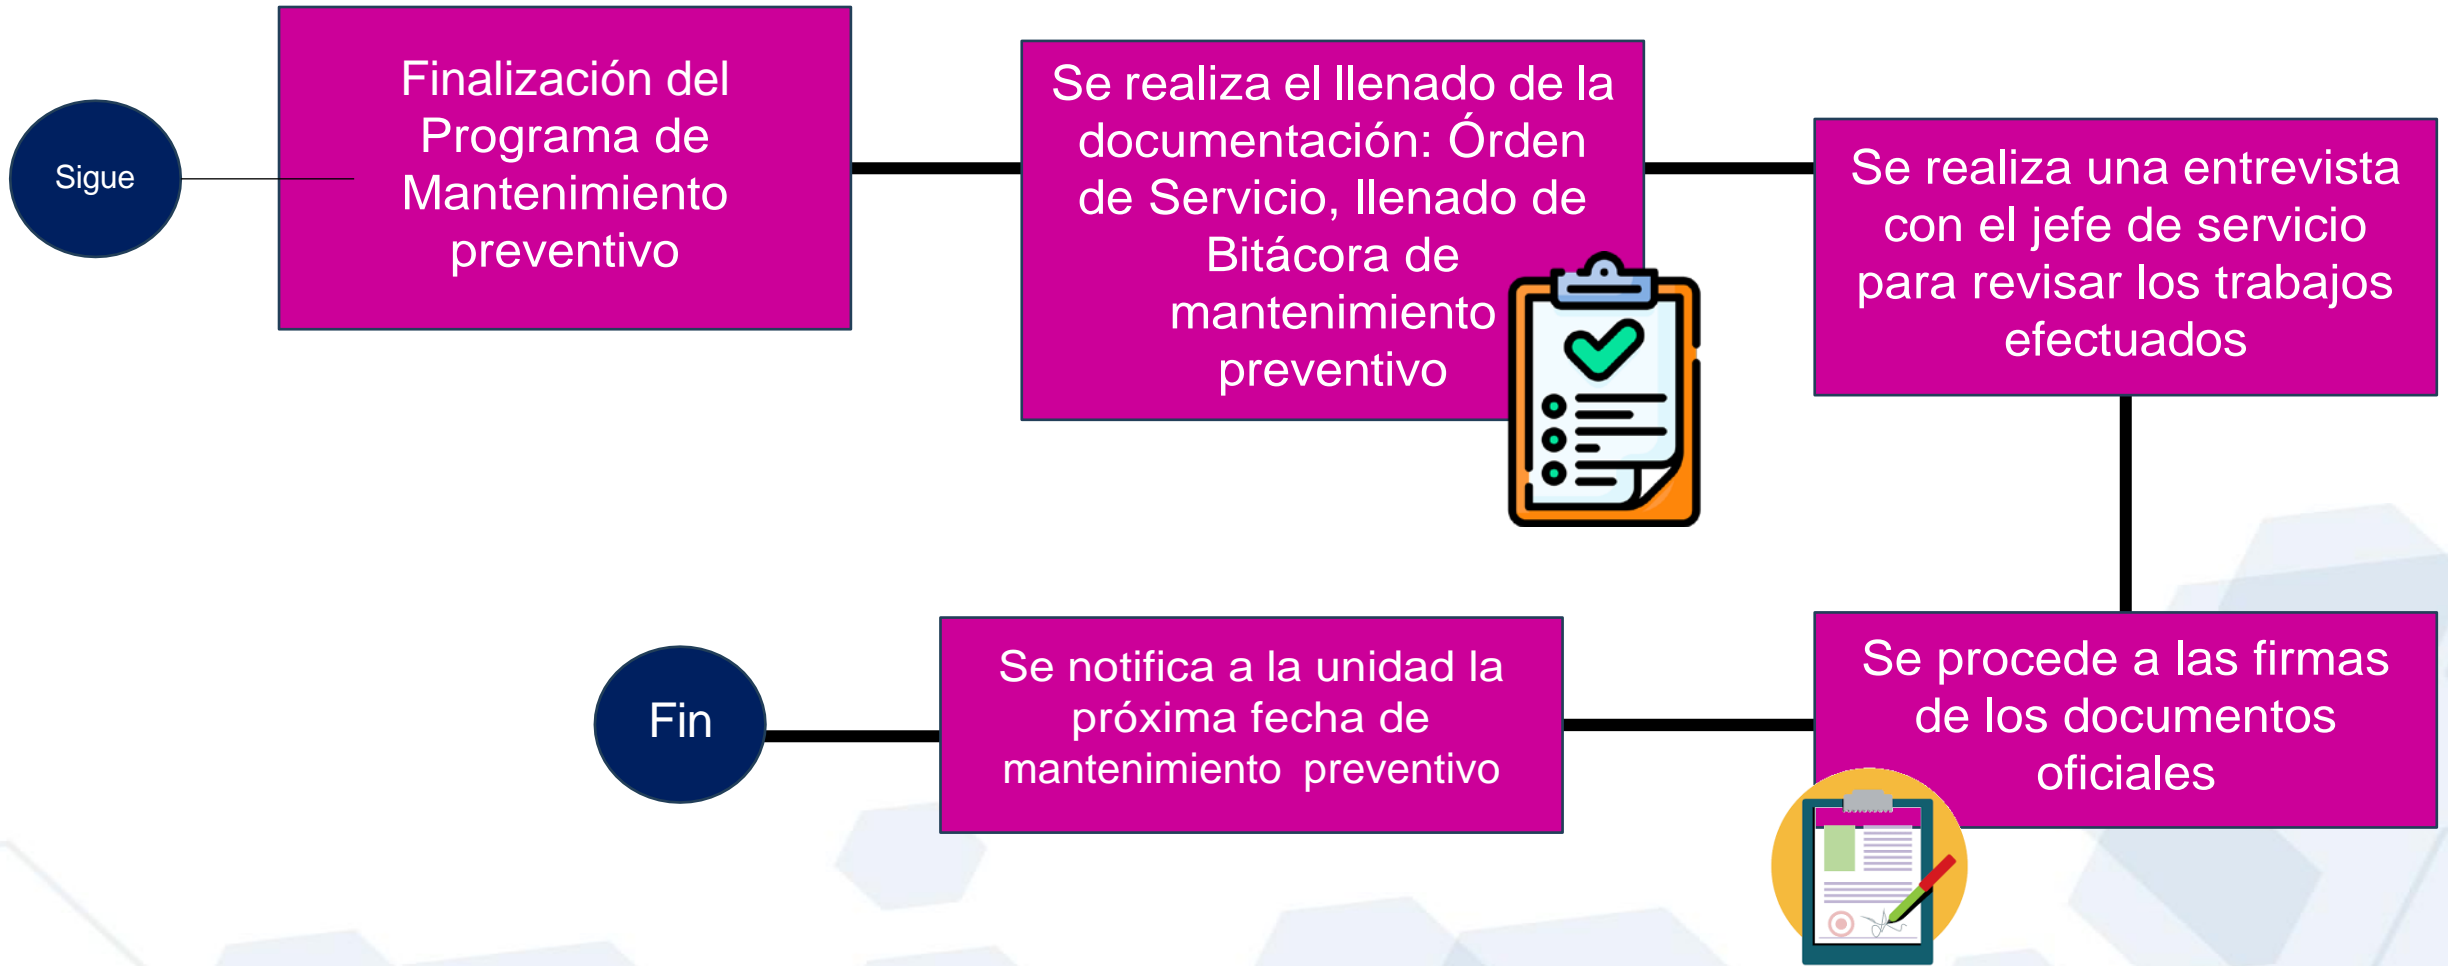 Sigue
Finalización del
Programa de
Mantenimiento
preventivo
Se realiza el llenado de la
documentación: Órden
de Servicio, llenado de
Bitácora de
mantenimiento
preventivo
Se realiza una entrevista
con el jefe de servicio
para revisar los trabajos
efectuados
Se procede a las firmas
de los documentos
oficiales
Se notifica a la unidad la
próxima fecha de
mantenimiento preventivo
Fin